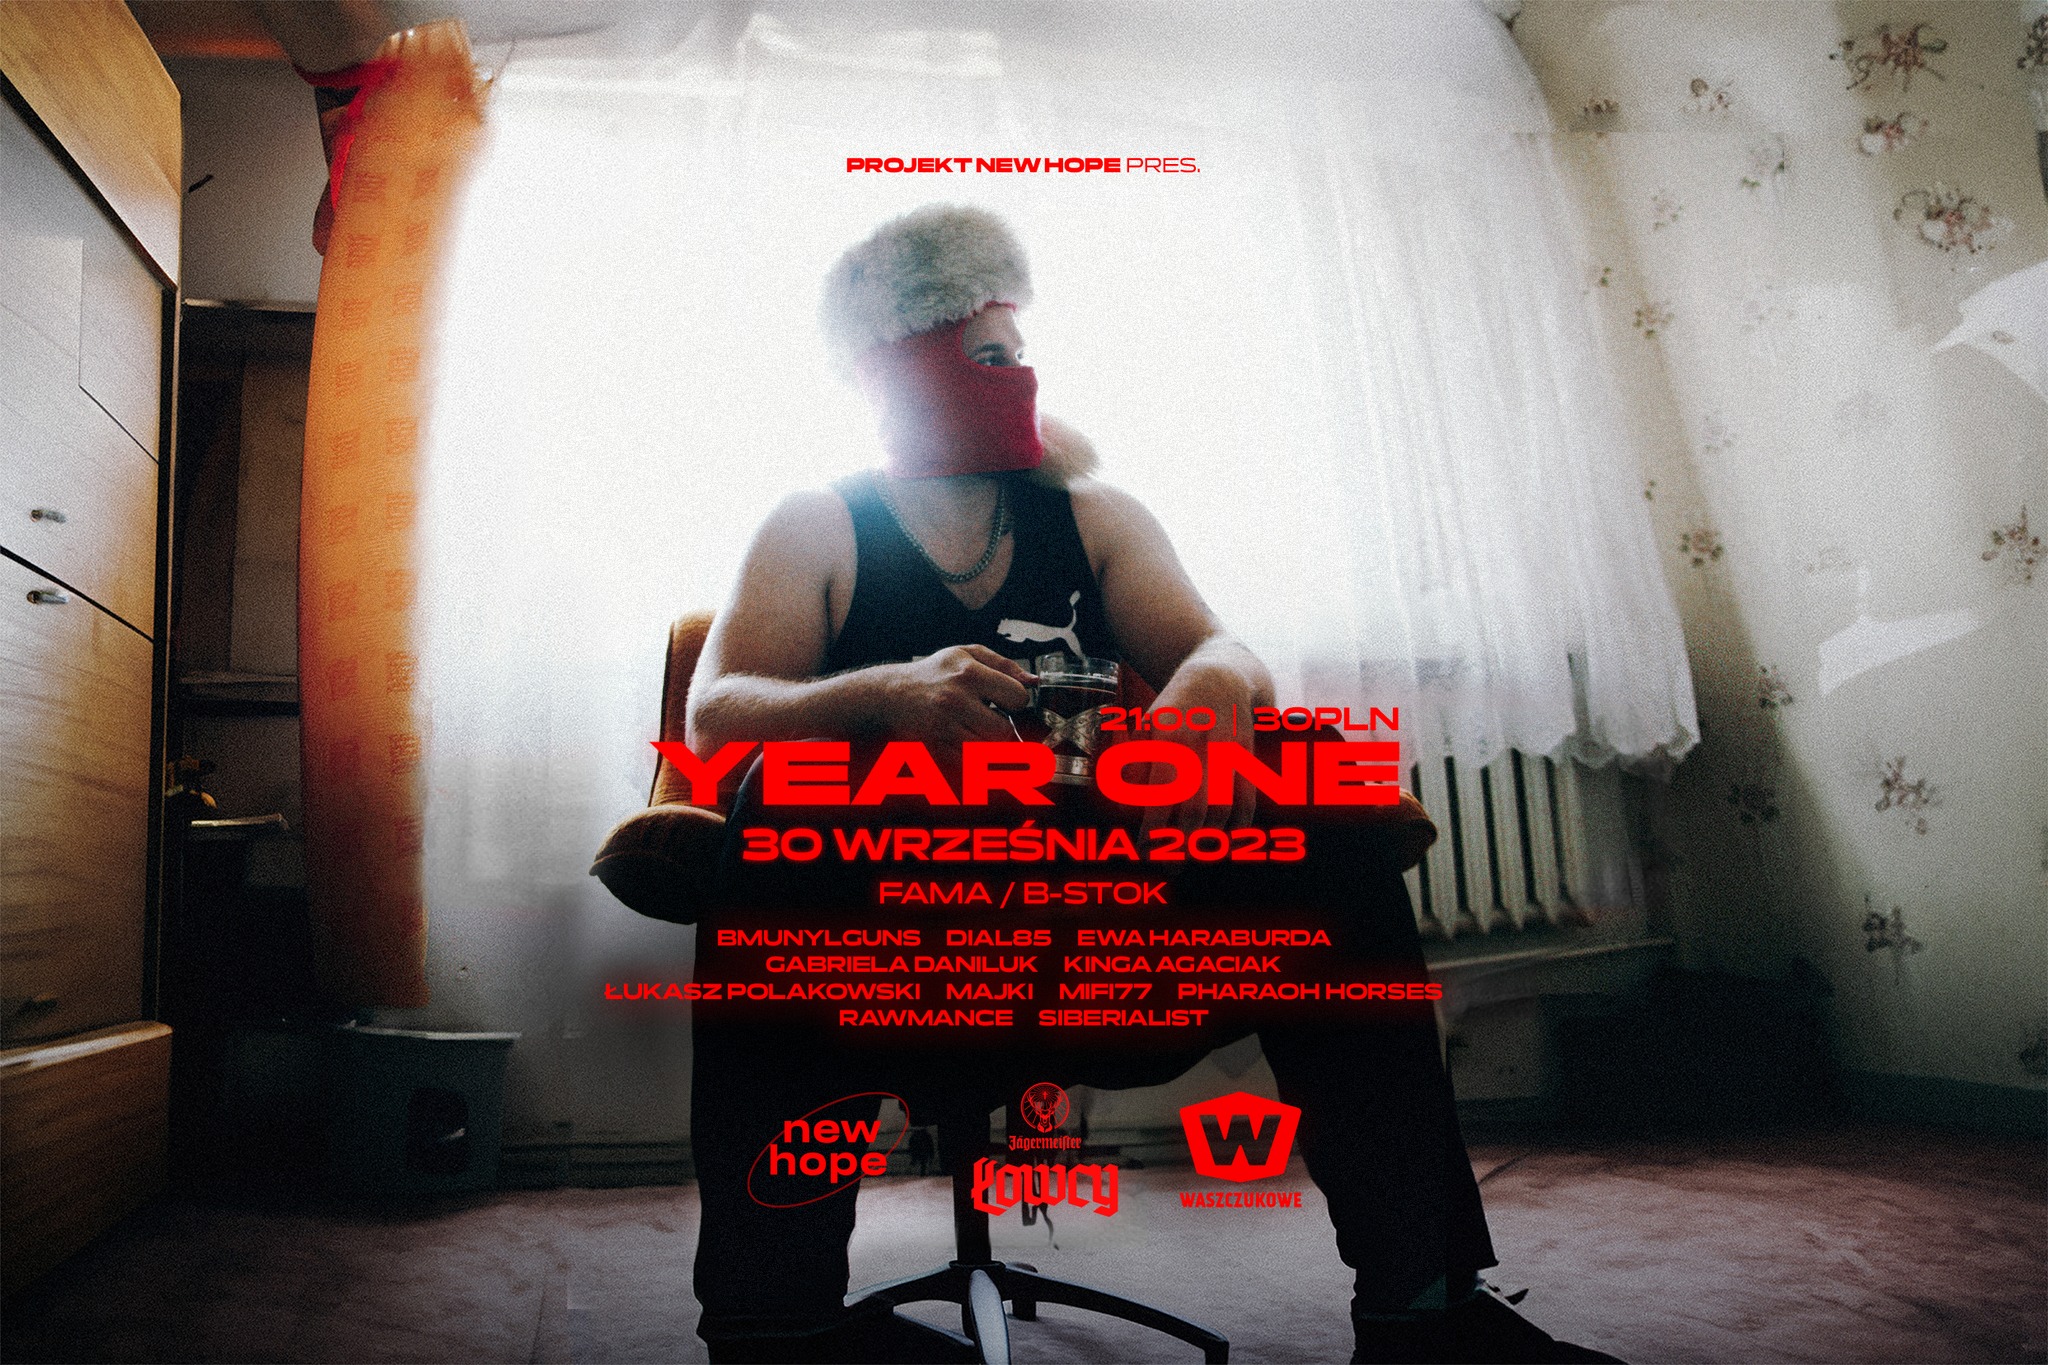 PROJEKT NEW HOPE PRES.
21:00 | 30PLN
YEAR ONE
30 WRZEŚNIA 2023
FAMA / B-STOK
BMUNYLGUNS DIAL85 EWA HARABURDA
GABRIELA DANILUK KINGA AGACIAK
ŁUKASZ POLAKOWSKI MAJKI MIFI77 PHARAOH HORSES
RAWMANCE SIBERIALIST
new
hope
Jägermeister
Łowcy
W
WASZCZUKOWE